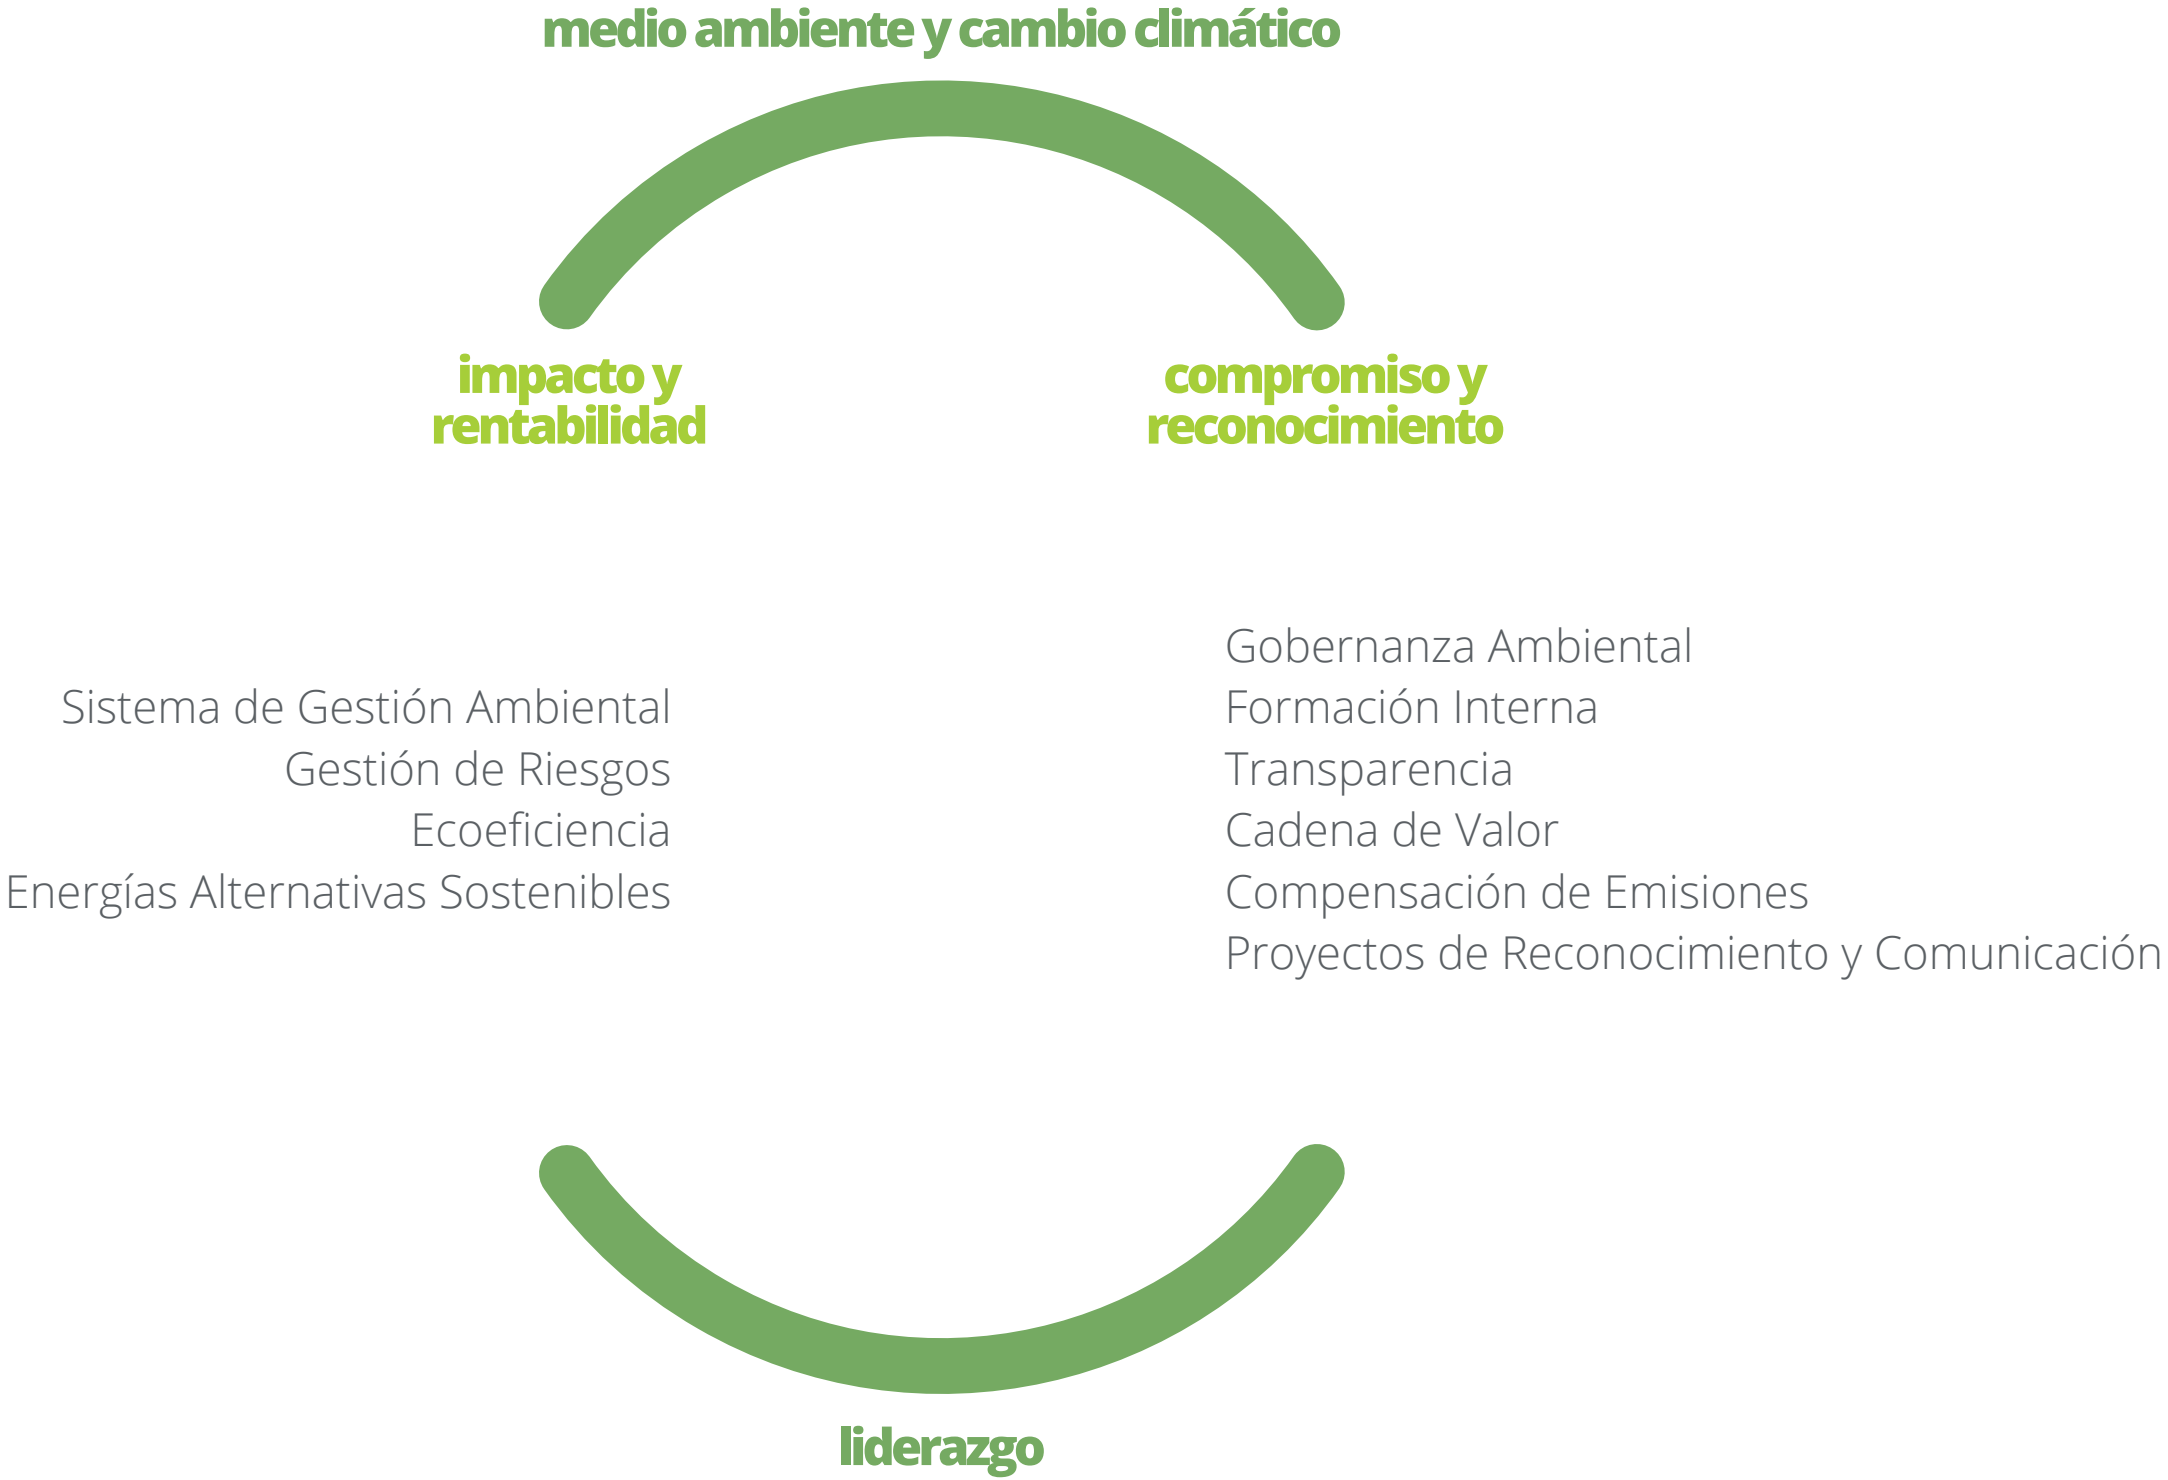 medio ambiente y cambio climático
impacto y
rentabilidad
compromiso y
reconocimiento
Sistema de Gestión Ambiental
Gestión de Riesgos
Ecoeficiencia
Energías Alternativas Sostenibles
Gobernanza Ambiental
Formación Interna
Transparencia
Cadena de Valor
Compensación de Emisiones
Proyectos de Reconocimiento y Comunicación
liderazgo